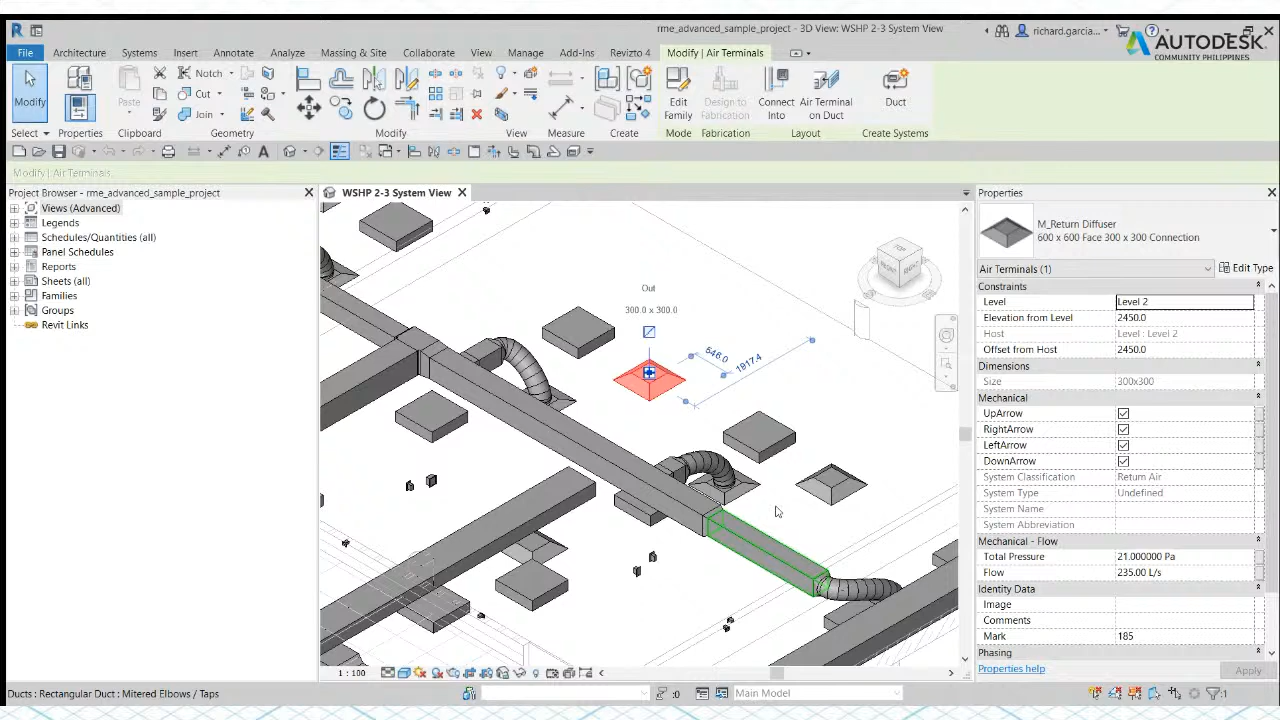 rme_advanced_sample_project - 3D View: WSHP 2-3 System View
richard.garcia...
AUTODESK
COMMUNITY PHILIPPINES
File
Architecture
Systems
Insert
Annotate
Analyze
Massing & Site
Collaborate
View
Manage
Add-Ins
Revizto 4
Modify | Air Terminals
Modify
Paste
Notch
Cut
Join
Edit
Family
Design to
Fabrication
Connect
Into
Air Terminal
on Duct
Duct
Select
Properties
Clipboard
Geometry
Modify
View
Measure
Create
Mode
Fabrication
Layout
Create Systems
Modify | Air Terminals
Project Browser - rme_advanced_sample_project
Views (Advanced)
Legends
Schedules/Quantities (all)
Panel Schedules
Reports
Sheets (all)
Families
Groups
Revit Links
WSHP 2-3 System View
Out
300.0 x 300.0
546.0
1817.4
TOP
FRONT
RIGHT
1 : 100
Properties
M_Return Diffuser
600 x 600 Face 300 x 300 Connection
Air Terminals (1)
Edit Type
Constraints
Level Level 2
Elevation from Level 2450.0
Host Level : Level 2
Offset from Host 2450.0
Dimensions
Size 300x300
Mechanical
UpArrow
RightArrow
LeftArrow
DownArrow
System Classification Return Air
System Type Undefined
System Name
System Abbreviation
Mechanical - Flow
Total Pressure 21.000000 Pa
Flow 235.00 L/s
Identity Data
Image
Comments
Mark 185
Phasing
Properties help
Apply
Ducts : Rectangular Duct : Mitered Elbows / Taps
:0
Main Model
:1